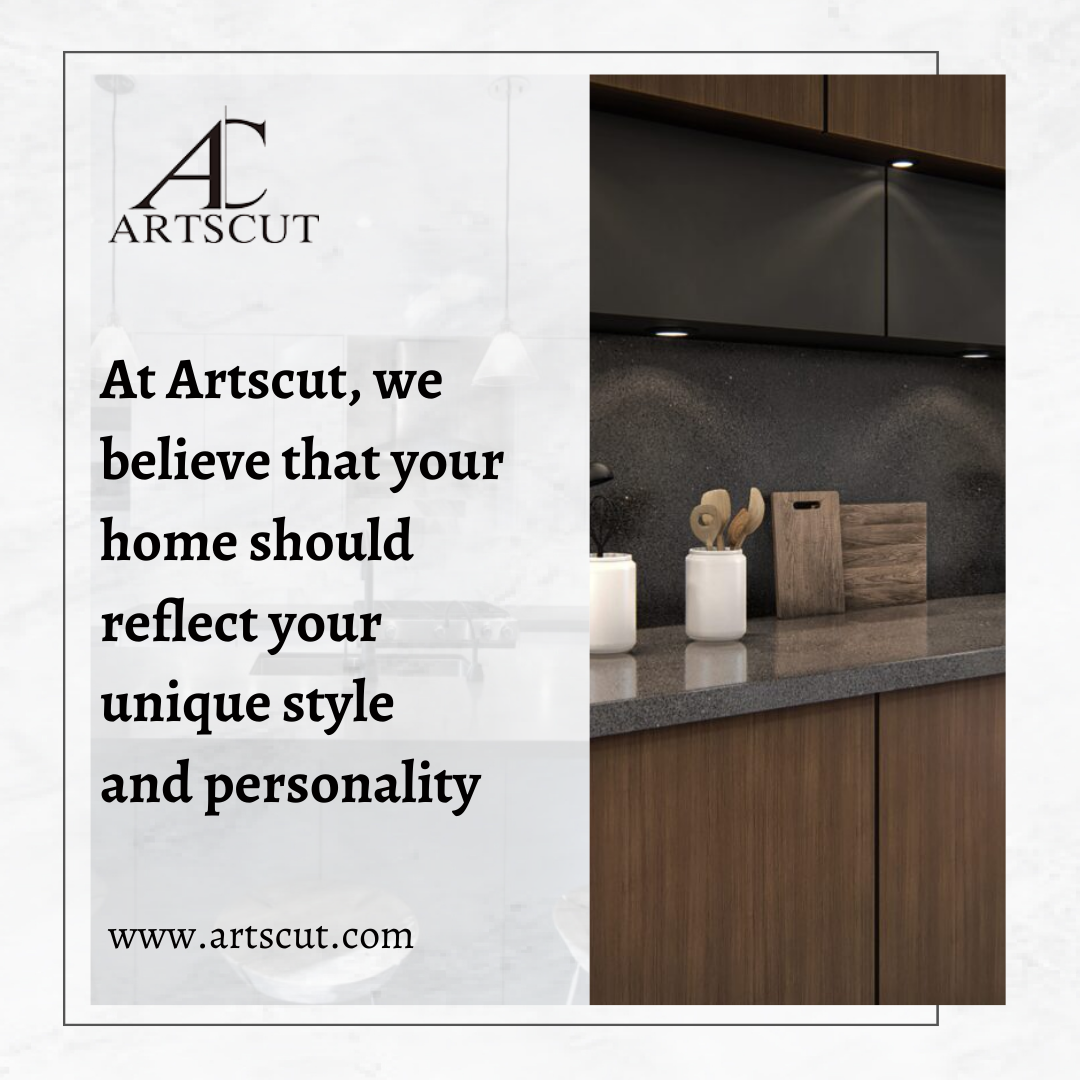 AC
ARTSCUT
At Artscut, we
believe that your
home should
reflect your
unique style
and personality
www.artscut.com